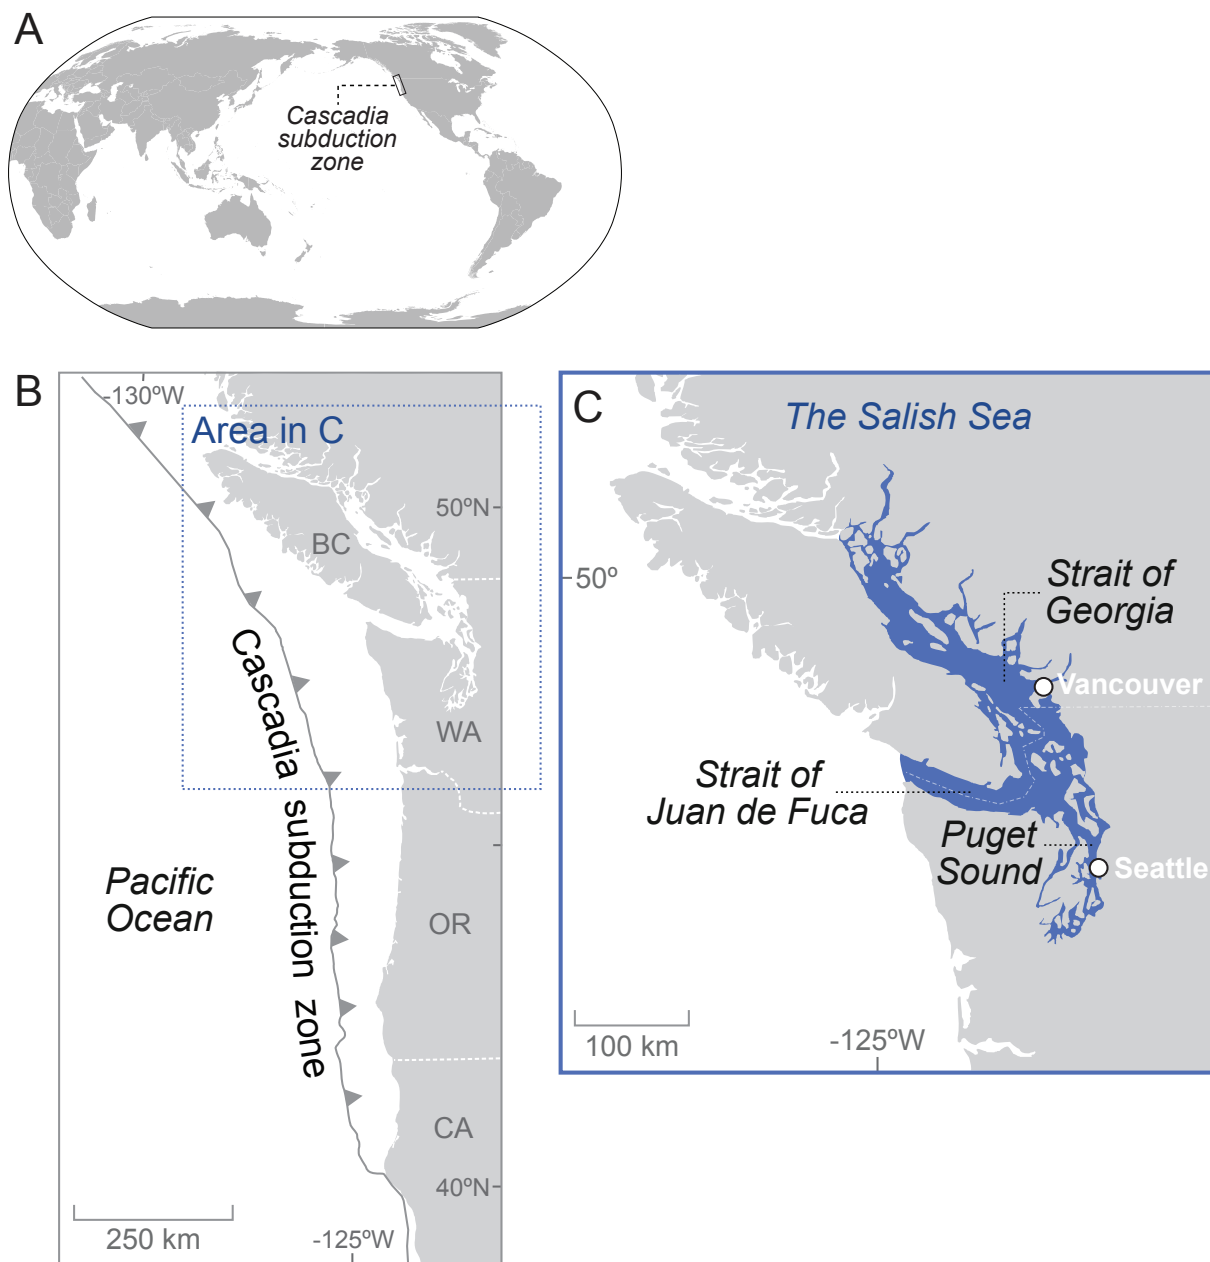 A
Cascadia
subduction
zone
B
-130ºW
Area in C
50ºN
BC
Cascadia subduction zone
WA
Pacific
Ocean
OR
CA
40ºN
250 km
-125ºW
C
The Salish Sea
50º
Strait of
Georgia
Vancouver
Strait of
Juan de Fuca
Puget
Sound
Seattle
100 km
-125ºW